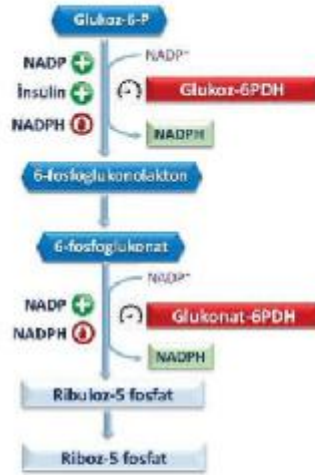 Glukoz-6-P
NADP
NADP⁺
İnsülin
Glukoz-6PDH
NADPH
NADPH
6-fosfoglukonolakton
6-fosfoglukonat
NADP⁺
NADP
Glukonat-6PDH
NADPH
NADPH
Ribuloz-5 fosfat
Riboz-5 fosfat